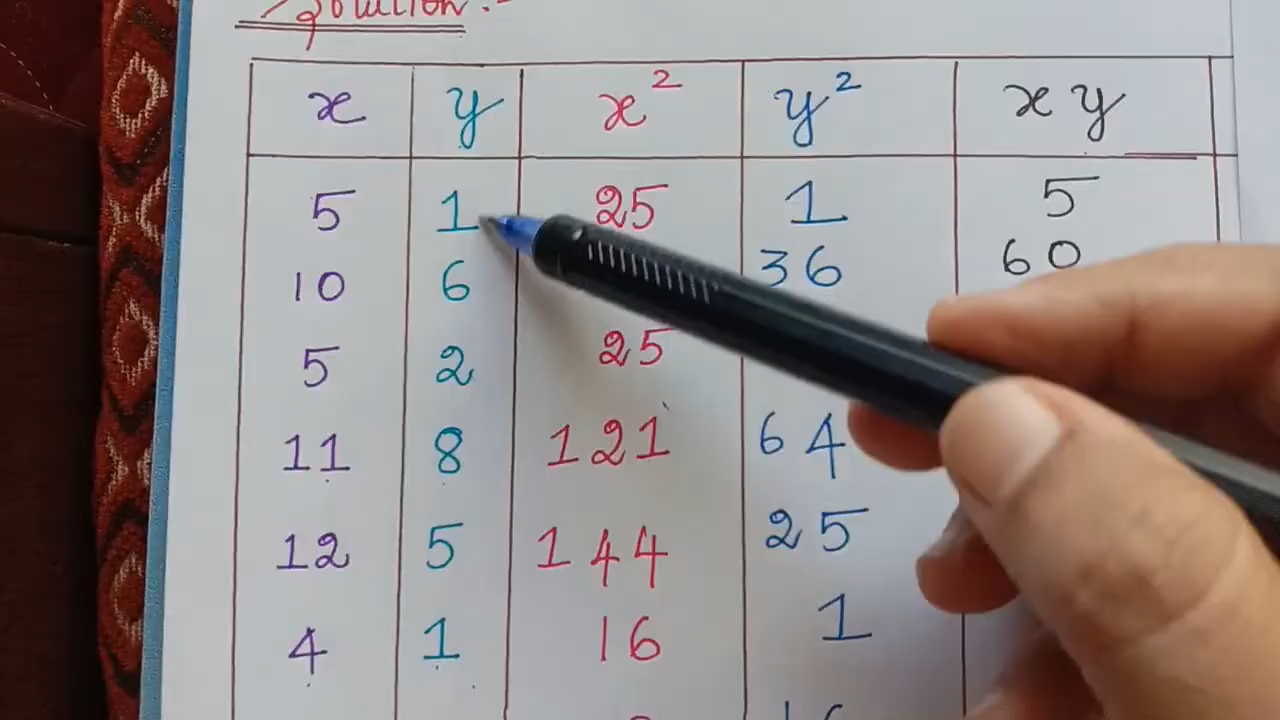 Solution :-
x y x² y² xy
5 1 25 1 5
10 6 36 60
5 2 25
11 8 121 64
12 5 144 25
4 1 16 1